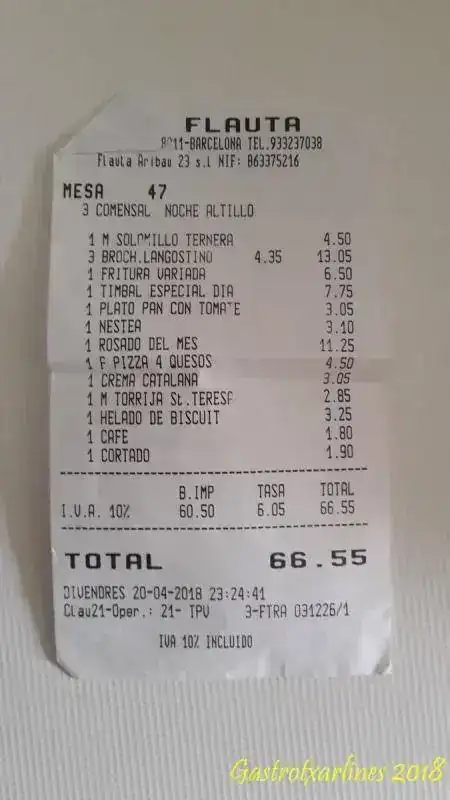 FLAUTA
8011-BARCELONA TEL.933237038
Flauta Aribau 23 s.l NIF: B63375216
MESA 47
3 COMENSAL NOCHE ALTILLO
1 M SOLOMILLO TERNERA 4.50
3 BROCH.LANGOSTINO 4.35 13.05
1 FRITURA VARIADA 6.50
1 TIMBAL ESPECIAL DIA 7.75
1 PLATO PAN CON TOMATE 3.05
1 NESTEA 3.10
1 ROSADO DEL MES 11.25
1 F PIZZA 4 QUESOS 4.50
1 CREMA CATALANA 3.05
1 M TORRIJA St.TERESA 2.85
1 HELADO DE BISCUIT 3.25
1 CAFE 1.80
1 CORTADO 1.90
B.IMP TASA TOTAL
I.V.A. 10% 60.50 6.05 66.55
TOTAL 66.55
DIVENDRES 20-04-2018 23:24:41
Clau21-Oper.: 21- TPV 3-FTRA 031226/1
IVA 10% INCLUIDO
Gastrotxarlines 2018